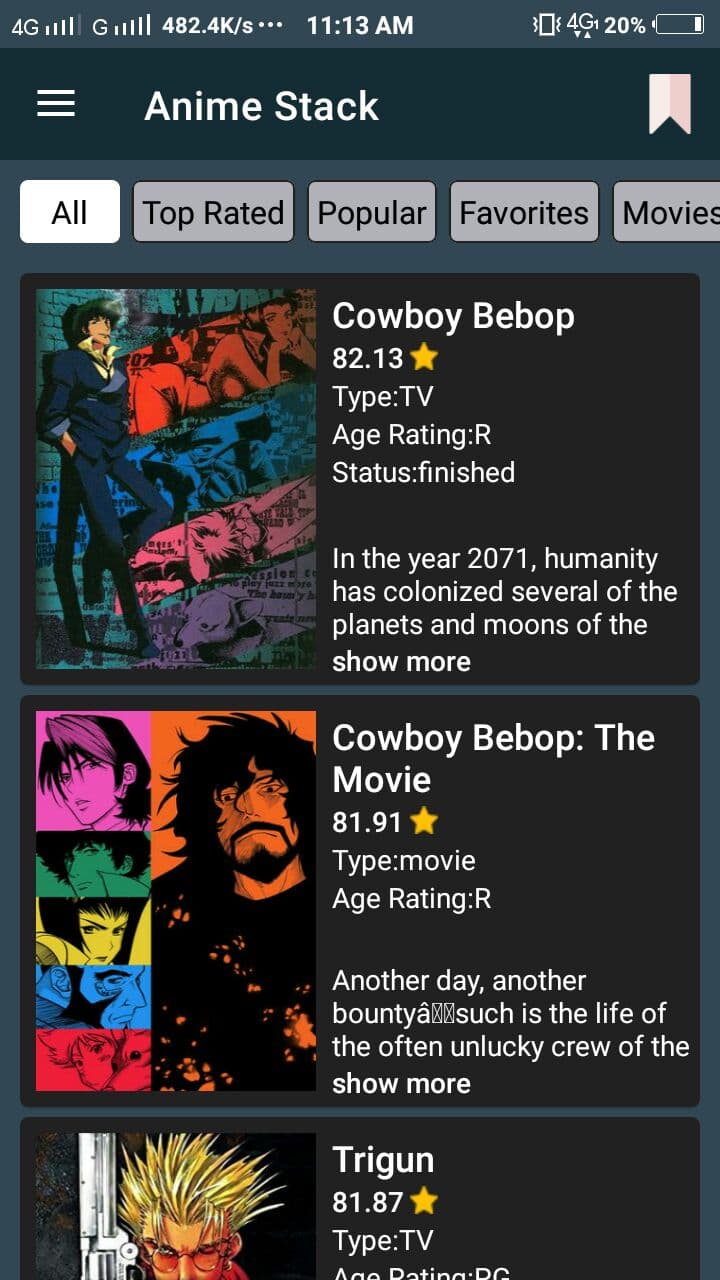 4G G 482.4K/s ··· 11:13 AM 4G 20%
Anime Stack
All Top Rated Popular Favorites Movies
Cowboy Bebop
82.13
Type:TV
Age Rating:R
Status:finished
In the year 2071, humanity
has colonized several of the
planets and moons of the
show more
Cowboy Bebop: The
Movie
81.91
Type:movie
Age Rating:R
Another day, another
bountyâ▯▯such is the life of
the often unlucky crew of the
show more
Trigun
81.87
Type:TV
Age Rating:PG